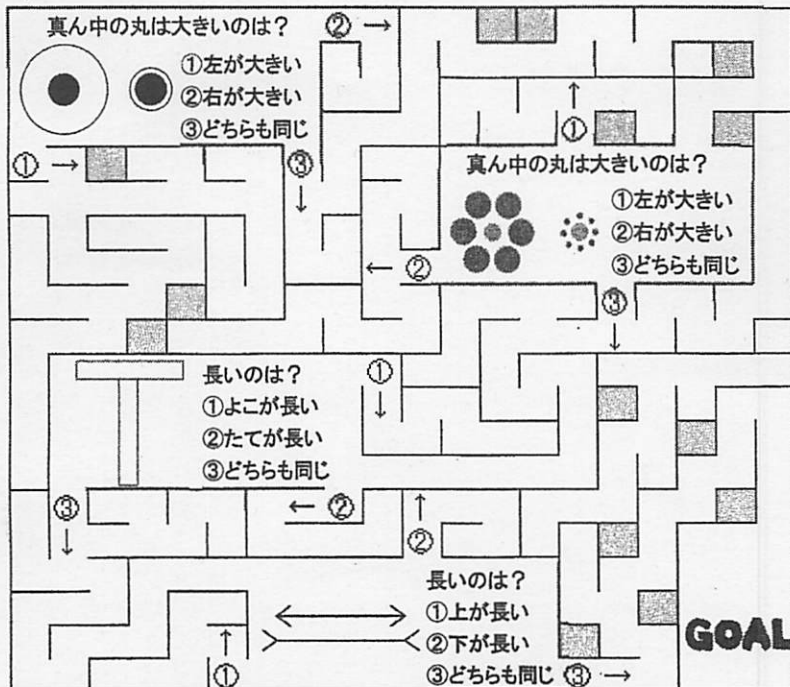 真ん中の丸は大きいのは？
①左が大きい
②右が大きい
③どちらも同じ
② →
① →
③
↓
↑
①
真ん中の丸は大きいのは？
①左が大きい
②右が大きい
③どちらも同じ
← ②
③
↓
長いのは？
①よこが長い
②たてが長い
③どちらも同じ
①
↓
③
↓
← ②
↑
②
長いのは？
①上が長い
②下が長い
③どちらも同じ
↑
①
③ →
GOAL